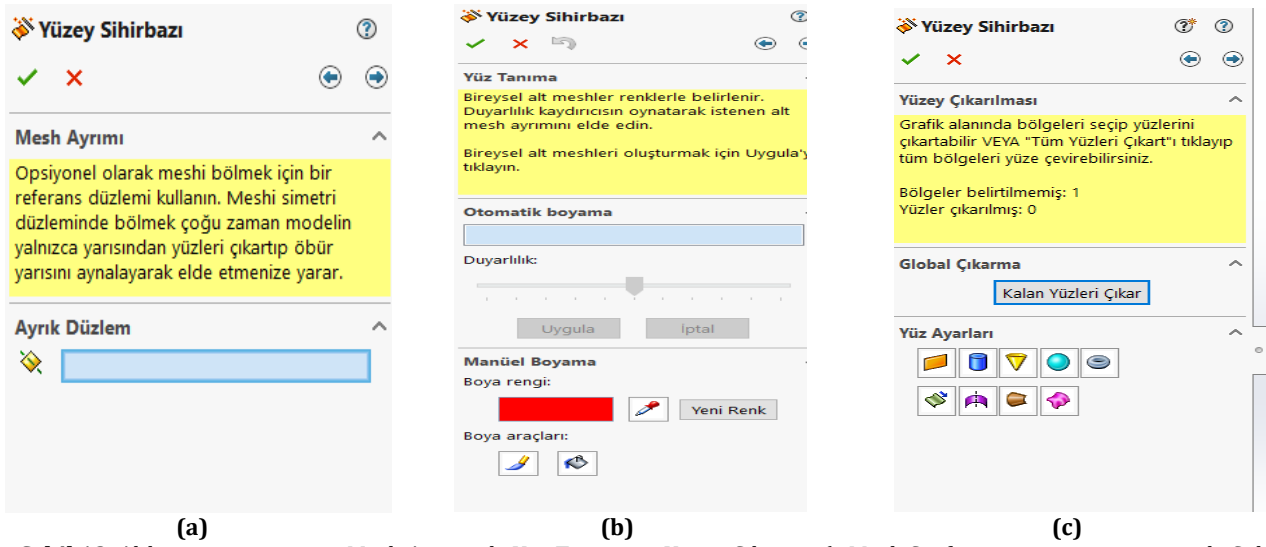 Yüzey Sihirbazı
Mesh Ayrımı
Opsiyonel olarak meshi bölmek için bir
referans düzlemi kullanın. Meshi simetri
düzleminde bölmek çoğu zaman modelin
yalnızca yarısından yüzleri çıkartıp öbür
yarısını aynalayarak elde etmenize yarar.
Ayrık Düzlem
(a)
Yüzey Sihirbazı
Yüz Tanıma
Bireysel alt meshler renklerle belirlenir.
Duyarlılık kaydırıcısın oynatarak istenen alt
mesh ayrımını elde edin.
Bireysel alt meshleri oluşturmak için Uygula'y
tıklayın.
Otomatik boyama
Duyarlılık:
Uygula
İptal
Manüel Boyama
Boya rengi:
Yeni Renk
Boya araçları:
(b)
Yüzey Sihirbazı
Yüzey Çıkarılması
Grafik alanında bölgeleri seçip yüzlerini
çıkartabilir VEYA "Tüm Yüzleri Çıkart"ı tıklayıp
tüm bölgeleri yüze çevirebilirsiniz.
Bölgeler belirtilmemiş: 1
Yüzler çıkarılmış: 0
Global Çıkarma
Kalan Yüzleri Çıkar
Yüz Ayarları
(c)